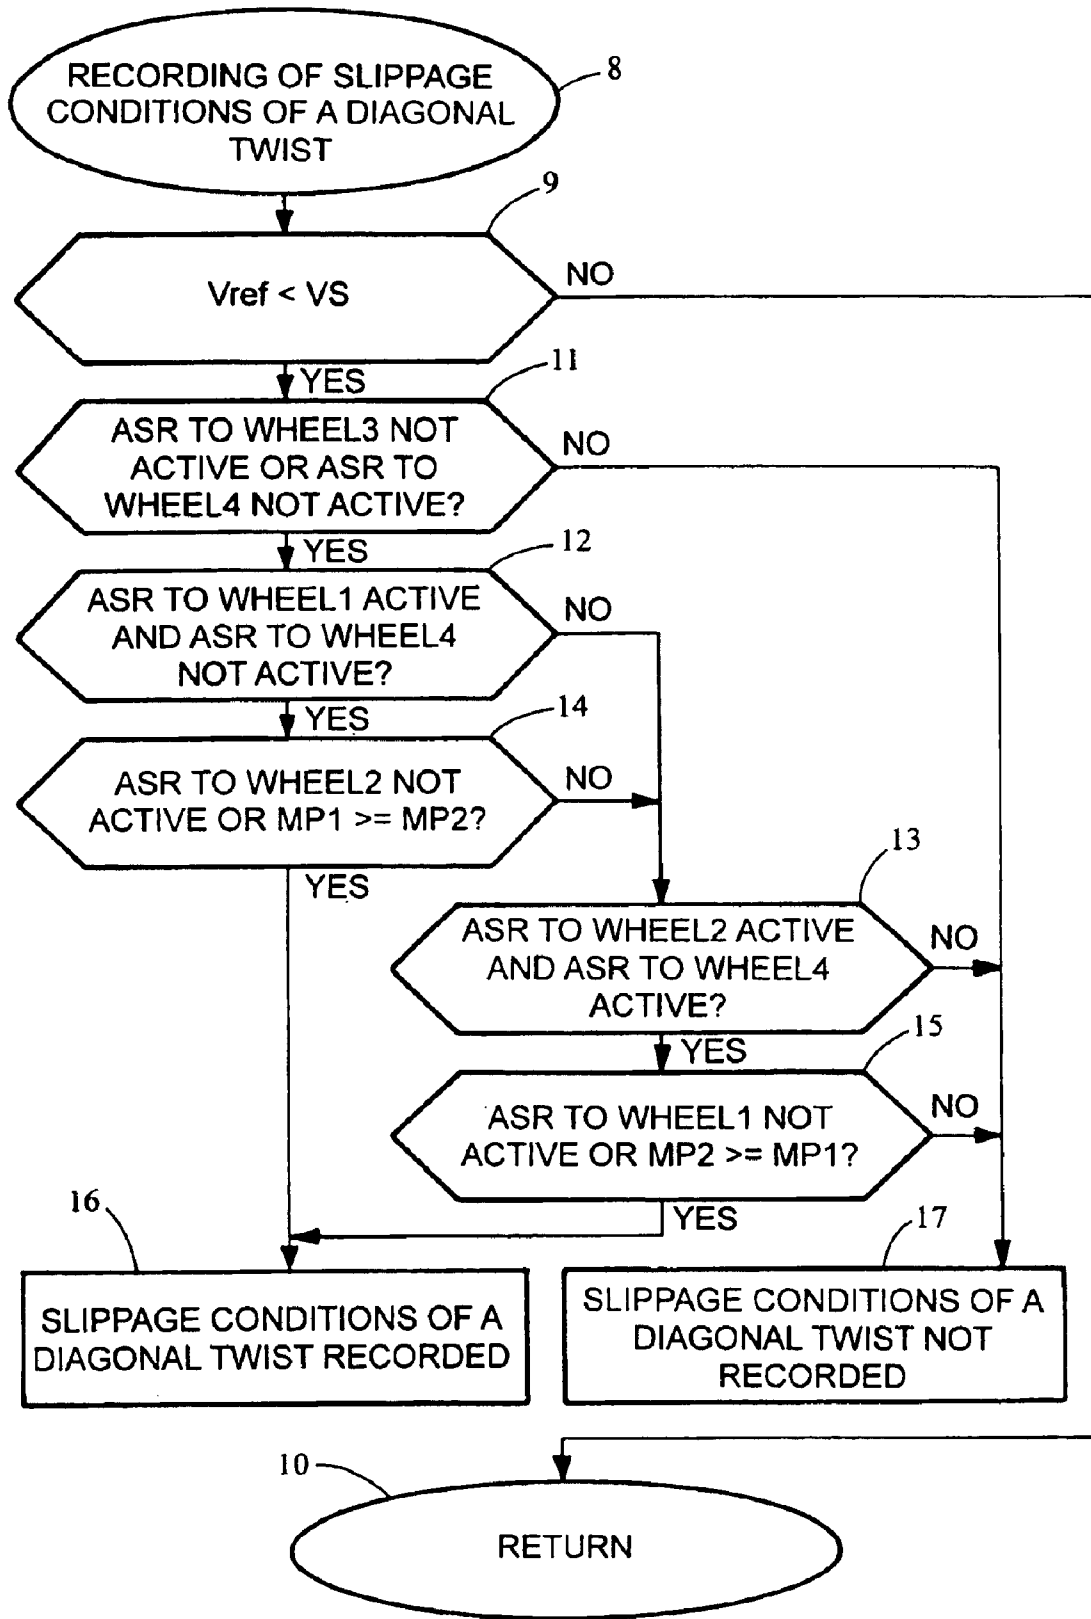 RECORDING OF SLIPPAGE
CONDITIONS OF A DIAGONAL
TWIST
8
9
Vref < VS
NO
YES
11
ASR TO WHEEL3 NOT
ACTIVE OR ASR TO
WHEEL4 NOT ACTIVE?
NO
YES
12
ASR TO WHEEL1 ACTIVE
AND ASR TO WHEEL4
NOT ACTIVE?
NO
YES
14
ASR TO WHEEL2 NOT
ACTIVE OR MP1 >= MP2?
NO
YES
13
ASR TO WHEEL2 ACTIVE
AND ASR TO WHEEL4
ACTIVE?
NO
YES
15
ASR TO WHEEL1 NOT
ACTIVE OR MP2 >= MP1?
NO
YES
16
SLIPPAGE CONDITIONS OF A
DIAGONAL TWIST RECORDED
17
SLIPPAGE CONDITIONS OF A
DIAGONAL TWIST NOT
RECORDED
10
RETURN